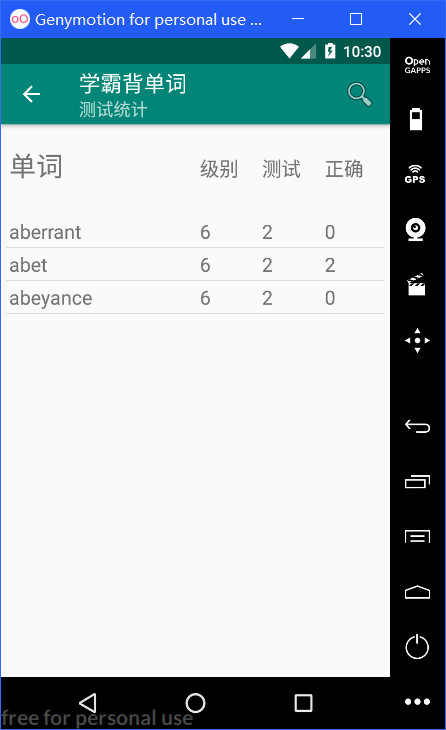 Genymotion for personal use ...
Open
GAPPS
10:30
学霸背单词
测试统计
GPS
单词 级别 测试 正确
aberrant 6 2 0
abet 6 2 2
abeyance 6 2 0
free for personal use